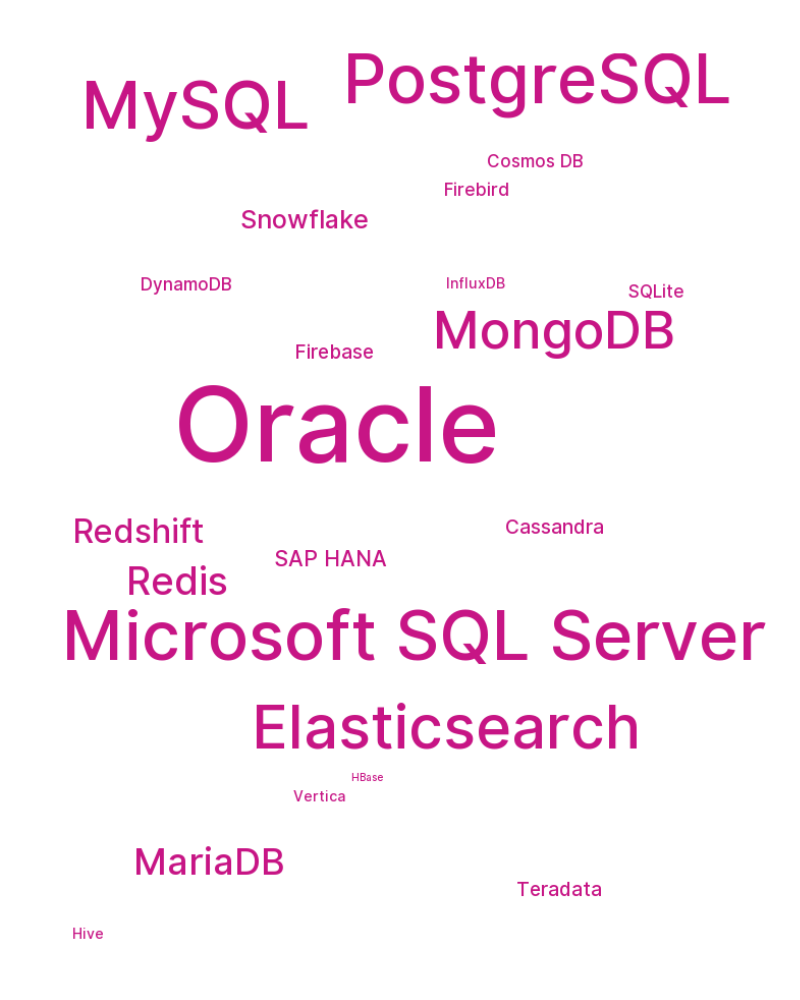 PostgreSQL
MySQL
Cosmos DB
Firebird
Snowflake
DynamoDB
InfluxDB
SQLite
MongoDB
Firebase
Oracle
Redshift
Cassandra
SAP HANA
Redis
Microsoft SQL Server
Elasticsearch
HBase
Vertica
MariaDB
Teradata
Hive